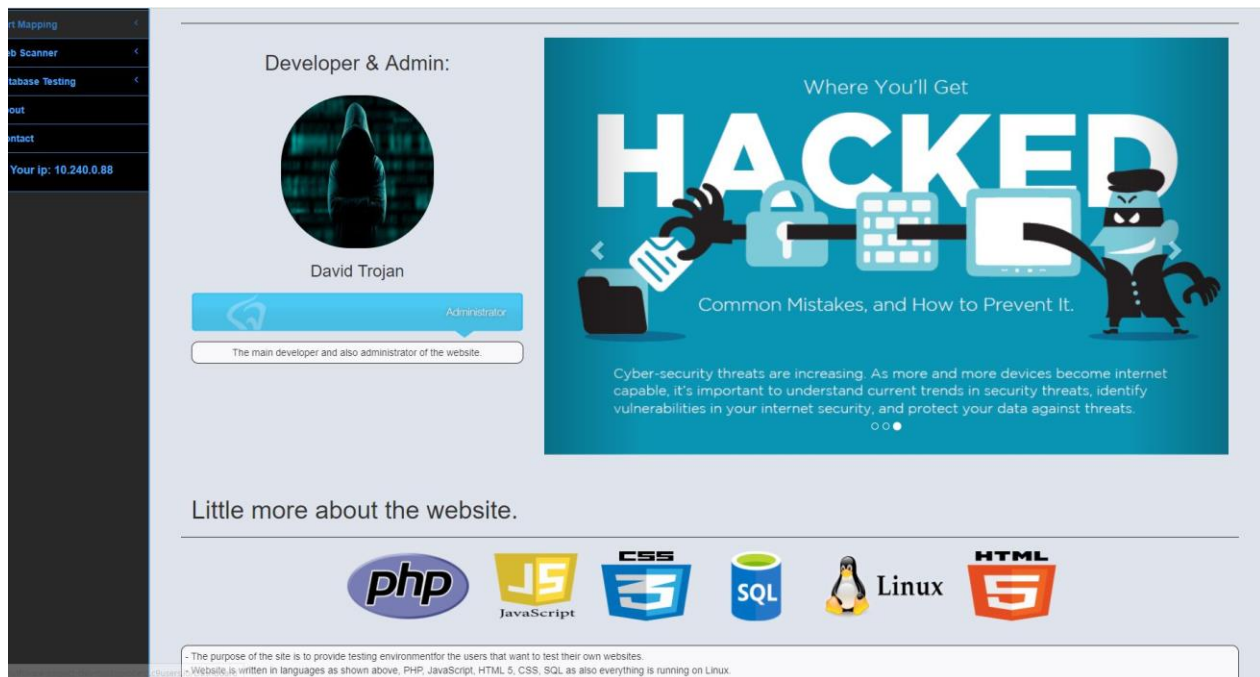 rt Mapping
eb Scanner
tabase Testing
out
ontact
Your ip: 10.240.0.88
Developer & Admin:
David Trojan
Administrator
The main developer and also administrator of the website.
Where You'll Get
HACKED
Common Mistakes, and How to Prevent It.
Cyber-security threats are increasing. As more and more devices become internet
capable, it's important to understand current trends in security threats, identify
vulnerabilities in your internet security, and protect your data against threats.
Little more about the website.
php
JS
JavaScript
CSS
3
SQL
Linux
HTML
5
- The purpose of the site is to provide testing environmentfor the users that want to test their own websites.
- Website is written in languages as shown above, PHP, JavaScript, HTML 5, CSS, SQL as also everything is running on Linux.